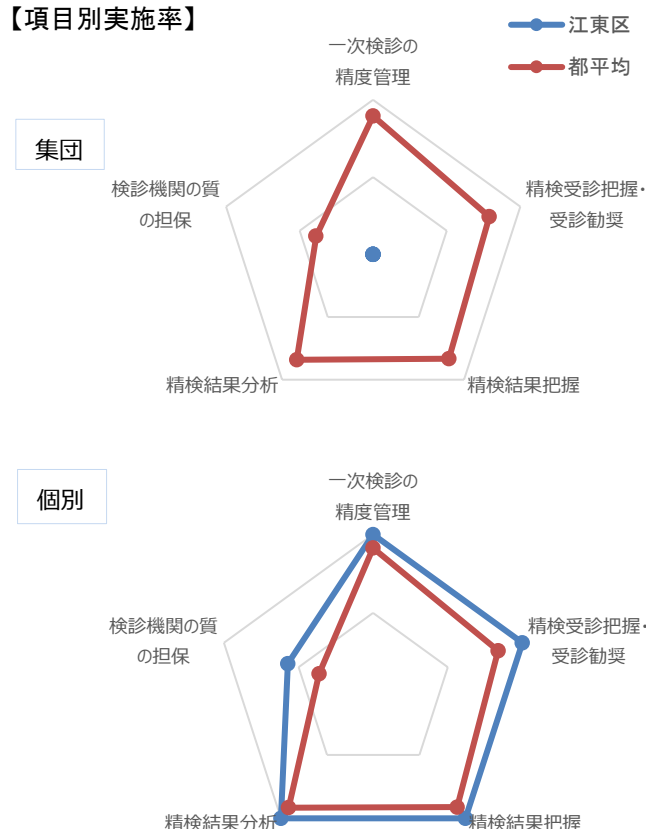 【項目別実施率】
江東区
都平均
集団
一次検診の
精度管理
精検受診把握・
受診勧奨
精検結果把握
精検結果分析
検診機関の質
の担保
個別
一次検診の
精度管理
精検受診把握・
受診勧奨
精検結果把握
精検結果分析
検診機関の質
の担保